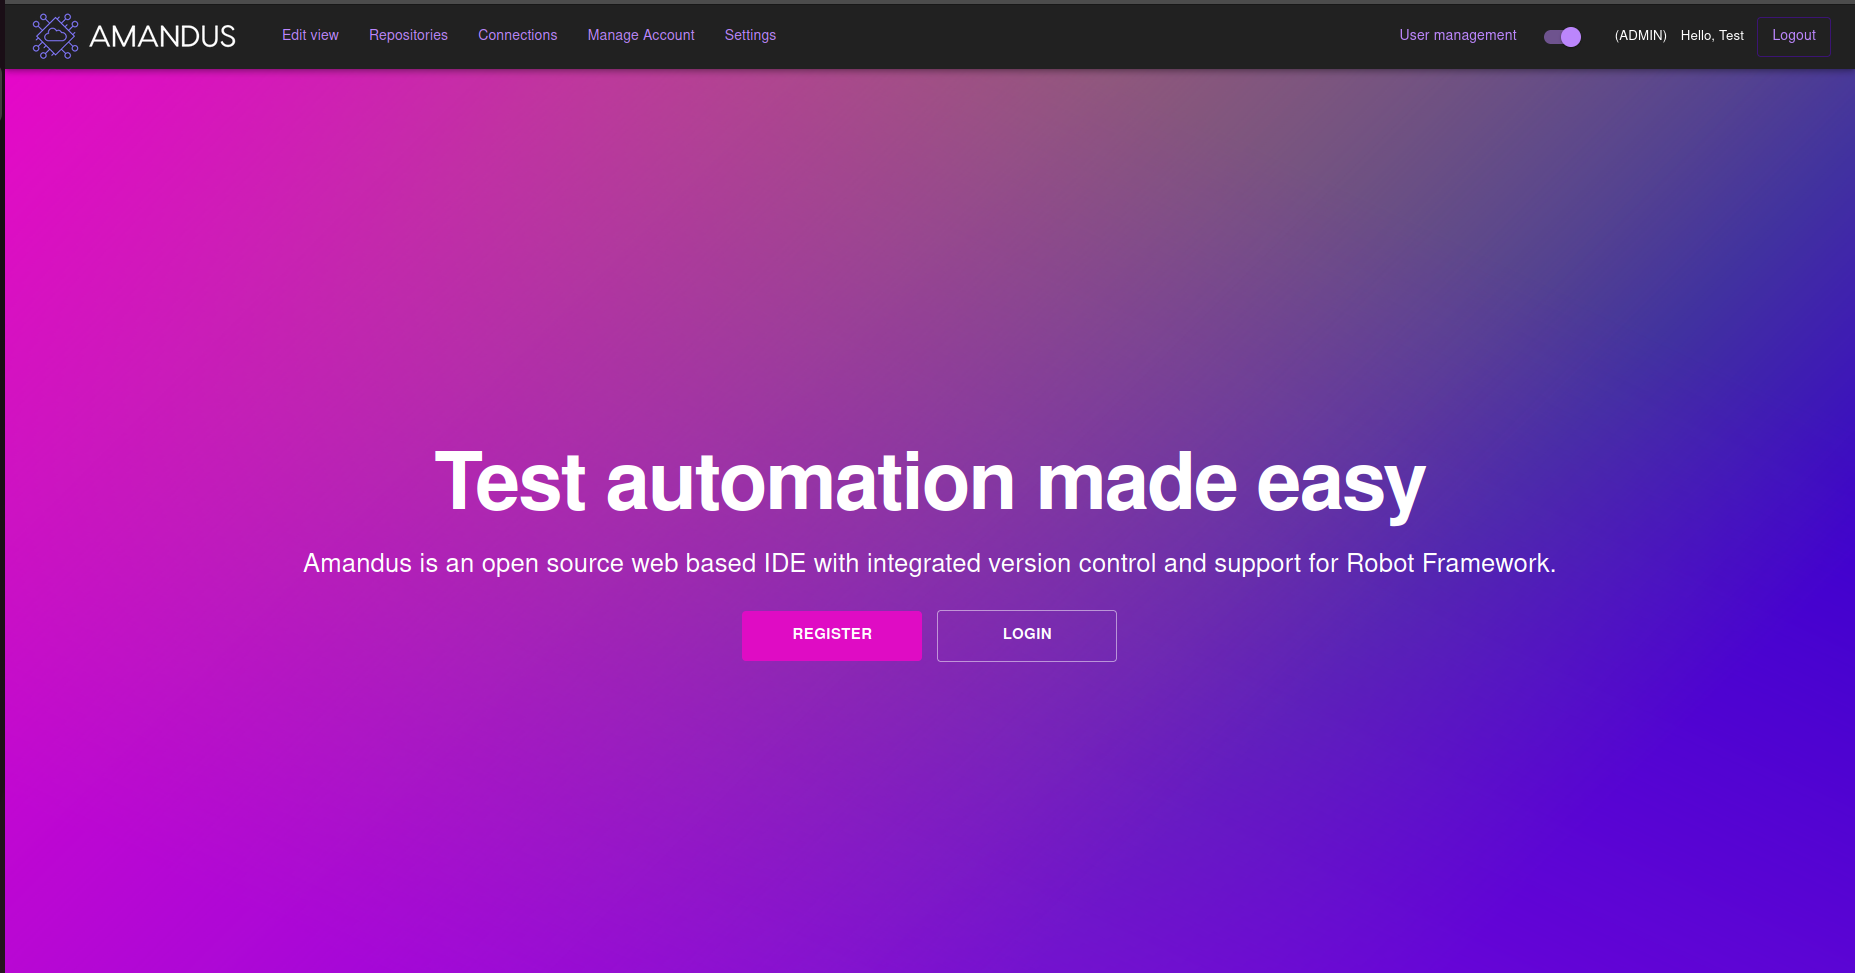 AMANDUS Edit view Repositories Connections Manage Account Settings User management (ADMIN) Hello, Test Logout
Test automation made easy
Amandus is an open source web based IDE with integrated version control and support for Robot Framework.
REGISTER LOGIN